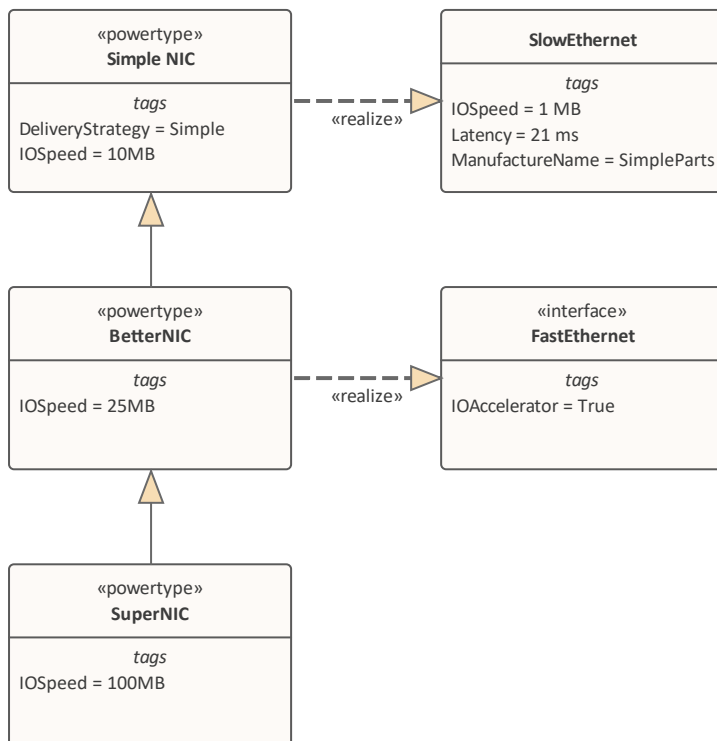 «powertype»
Simple NIC
tags
DeliveryStrategy = Simple
IOSpeed = 10MB
«realize»
SlowEthernet
tags
IOSpeed = 1 MB
Latency = 21 ms
ManufactureName = SimpleParts
«powertype»
BetterNIC
tags
IOSpeed = 25MB
«realize»
«interface»
FastEthernet
tags
IOAccelerator = True
«powertype»
SuperNIC
tags
IOSpeed = 100MB